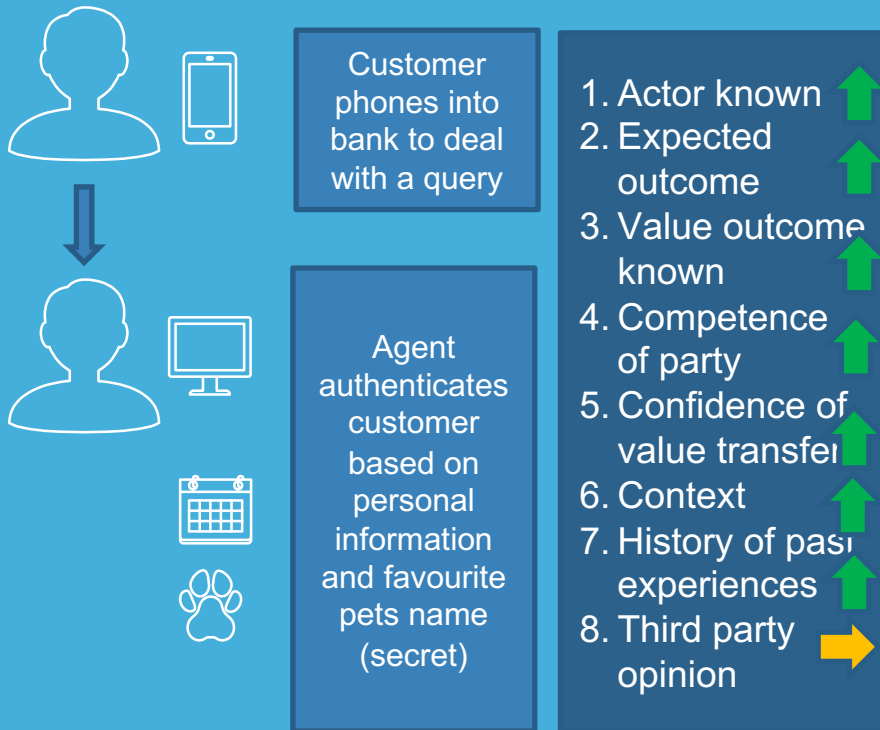 Customer
phones into
bank to deal
with a query
Agent
authenticates
customer
based on
personal
information
and favourite
pets name
(secret)
1. Actor known
2. Expected
outcome
3. Value outcome
known
4. Competence
of party
5. Confidence of
value transfer
6. Context
7. History of past
experiences
8. Third party
opinion